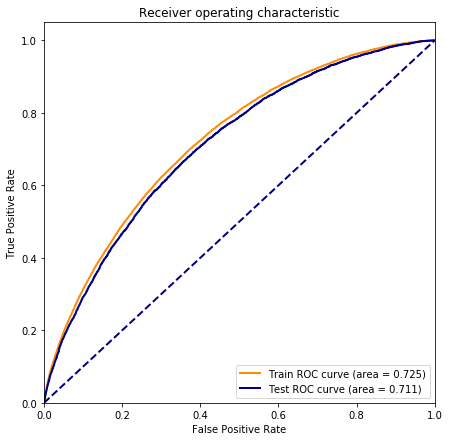 Receiver operating characteristic
True Positive Rate
1.0
0.8
0.6
0.4
0.2
0.0
Train ROC curve (area = 0.725)
Test ROC curve (area = 0.711)
0.0 0.2 0.4 0.6 0.8 1.0
False Positive Rate